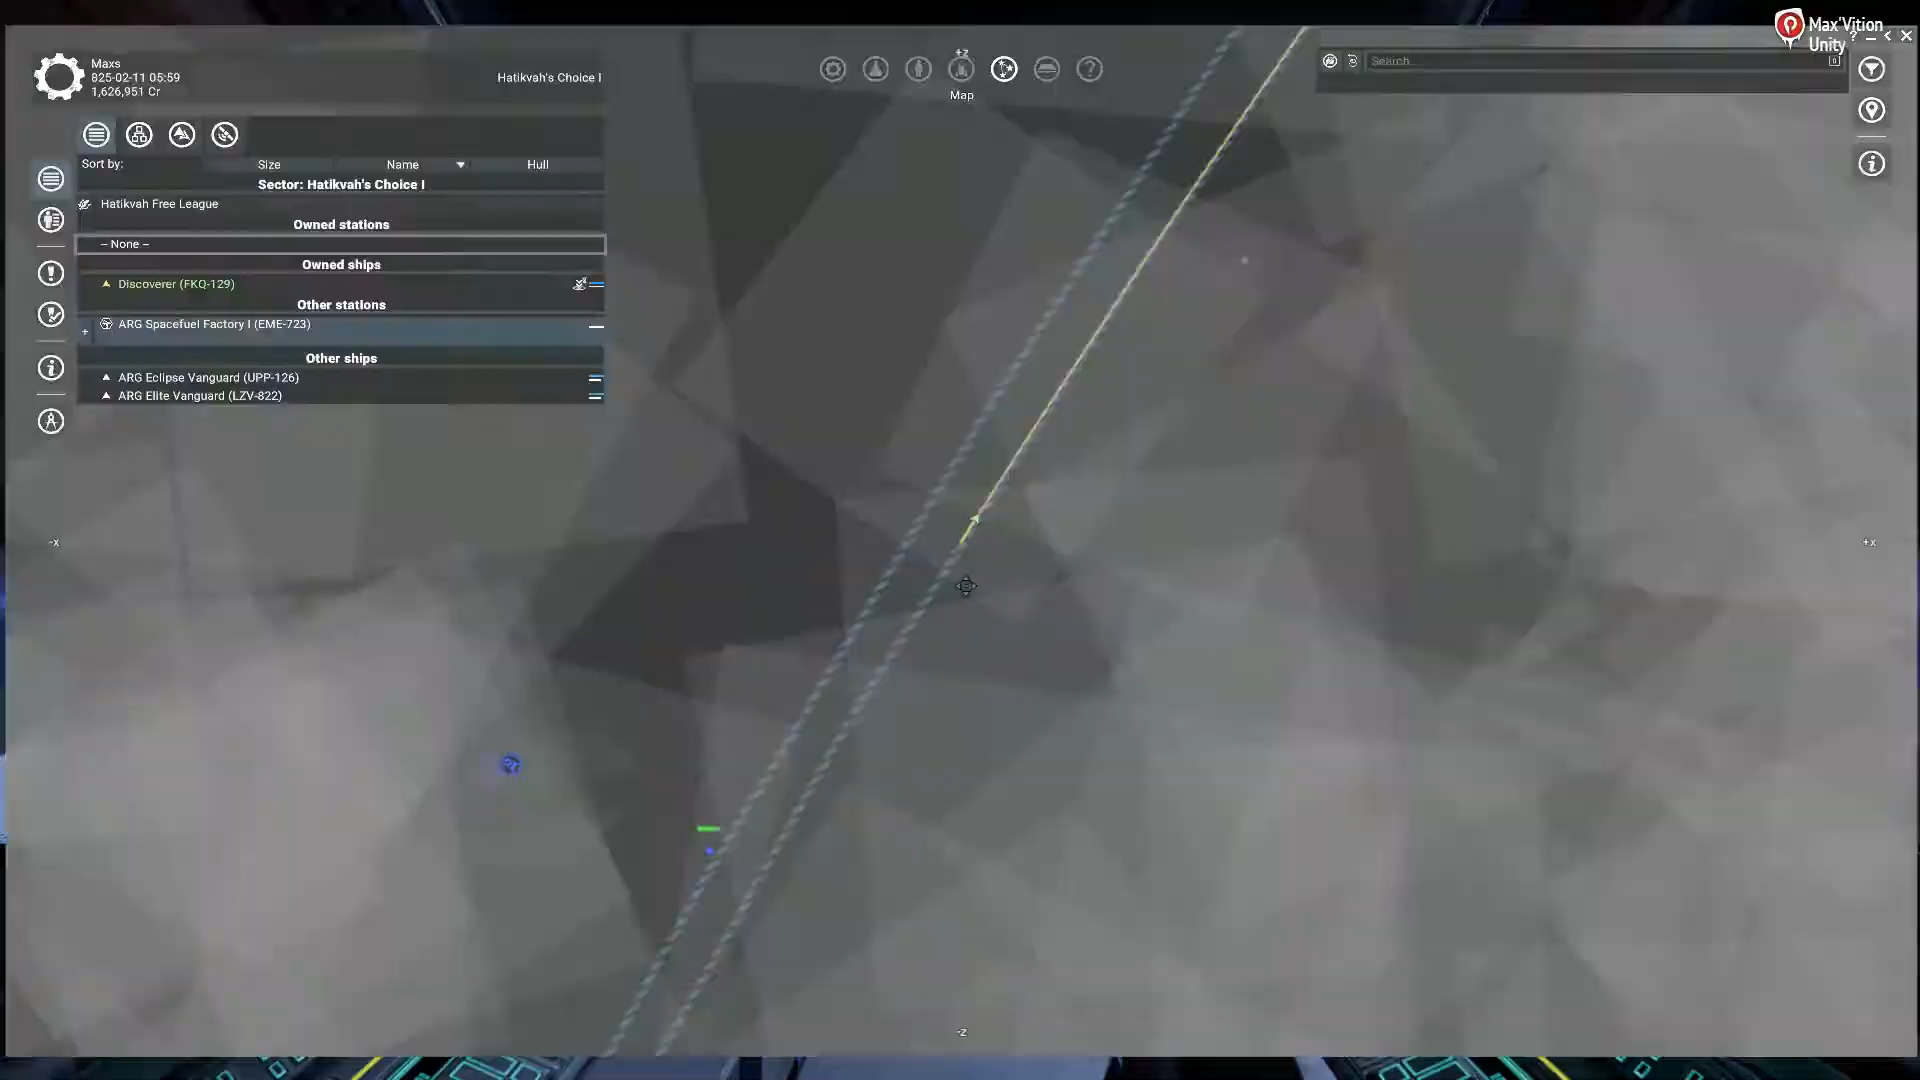 Max'Vition
Unity
Maxs
825-02-11 05:59
1,626,951 Cr
Hatikvah's Choice I
+z
Map
Search...
Sort by:
Size
Name
Hull
Sector: Hatikvah's Choice I
Hatikvah Free League
Owned stations
– None –
Owned ships
Discoverer (FKQ-129)
Other stations
ARG Spacefuel Factory I (EME-723)
Other ships
ARG Eclipse Vanguard (UPP-126)
ARG Elite Vanguard (LZV-822)
-x
+x
-z